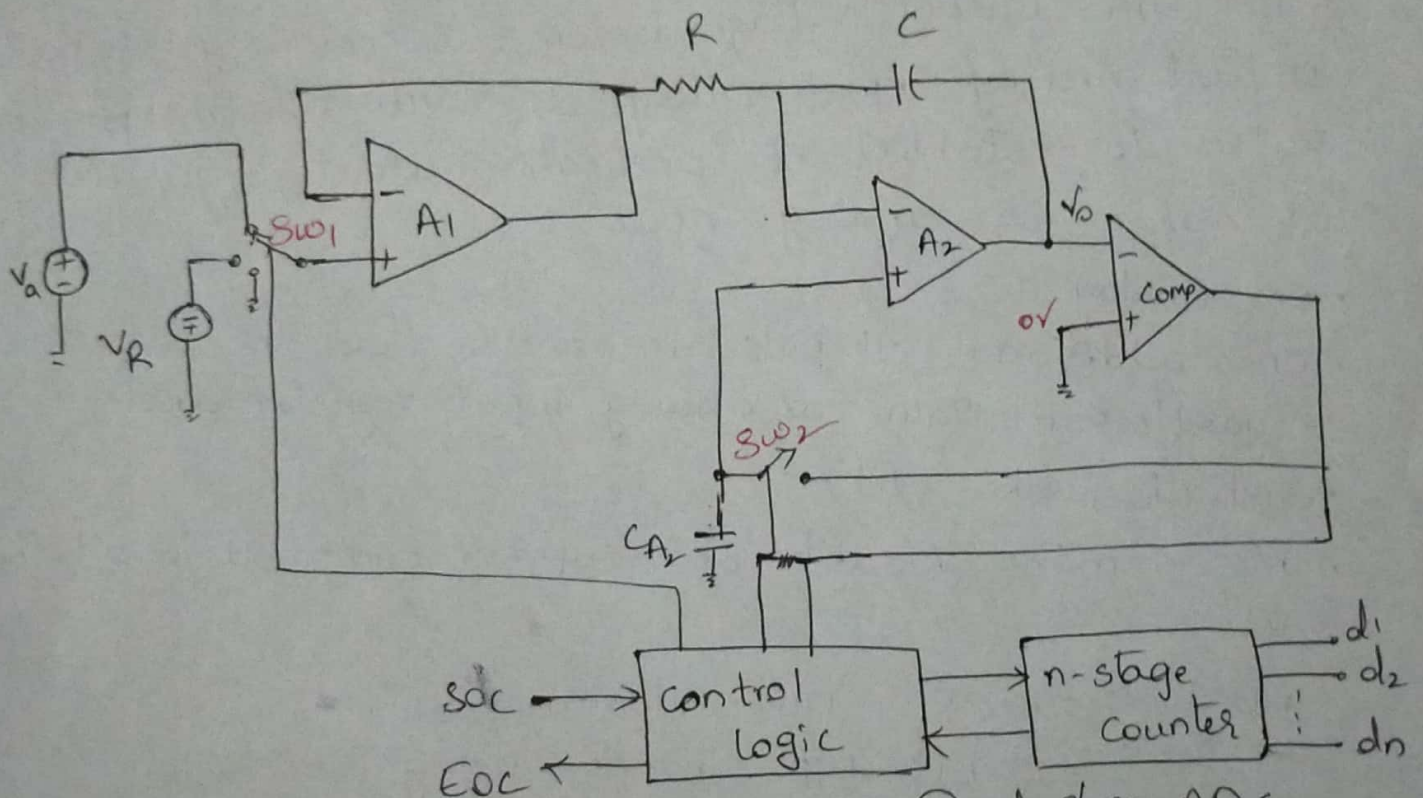 R
C
A1
-
+
SW1
Va
+
-
VR
-
+
A2
Vo
-
+
Comp
0V
SW2
CA2
SOC
EOC
control
logic
n-stage
counter
d1
d2
dn